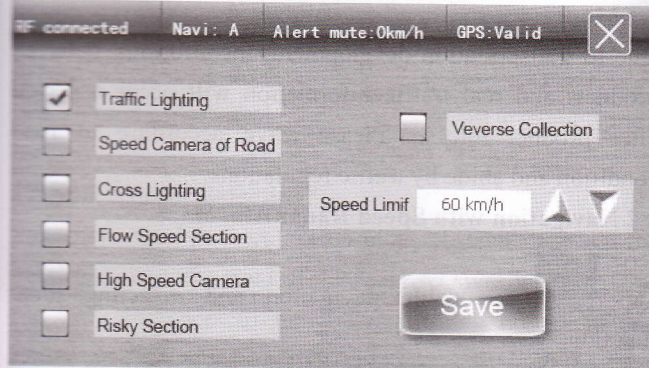 RF connected Navi: A Alert mute:0km/h GPS:Valid
Traffic Lighting
Speed Camera of Road
Cross Lighting
Flow Speed Section
High Speed Camera
Risky Section
Veverse Collection
Speed Limif 60 km/h
Save